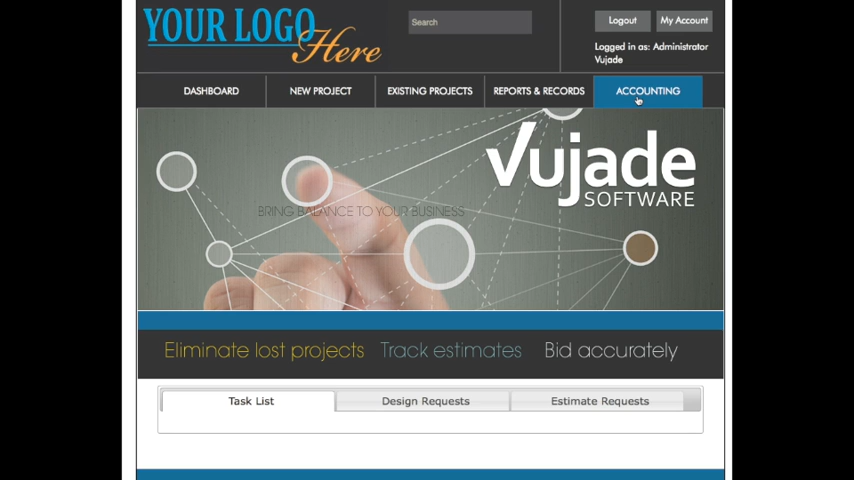 YOUR LOGO
Here
Search
Logout
My Account
Logged in as: Administrator
Vujade
DASHBOARD
NEW PROJECT
EXISTING PROJECTS
REPORTS & RECORDS
ACCOUNTING
Vujade
SOFTWARE
BRING BALANCE TO YOUR BUSINESS
Eliminate lost projects
Track estimates
Bid accurately
Task List
Design Requests
Estimate Requests